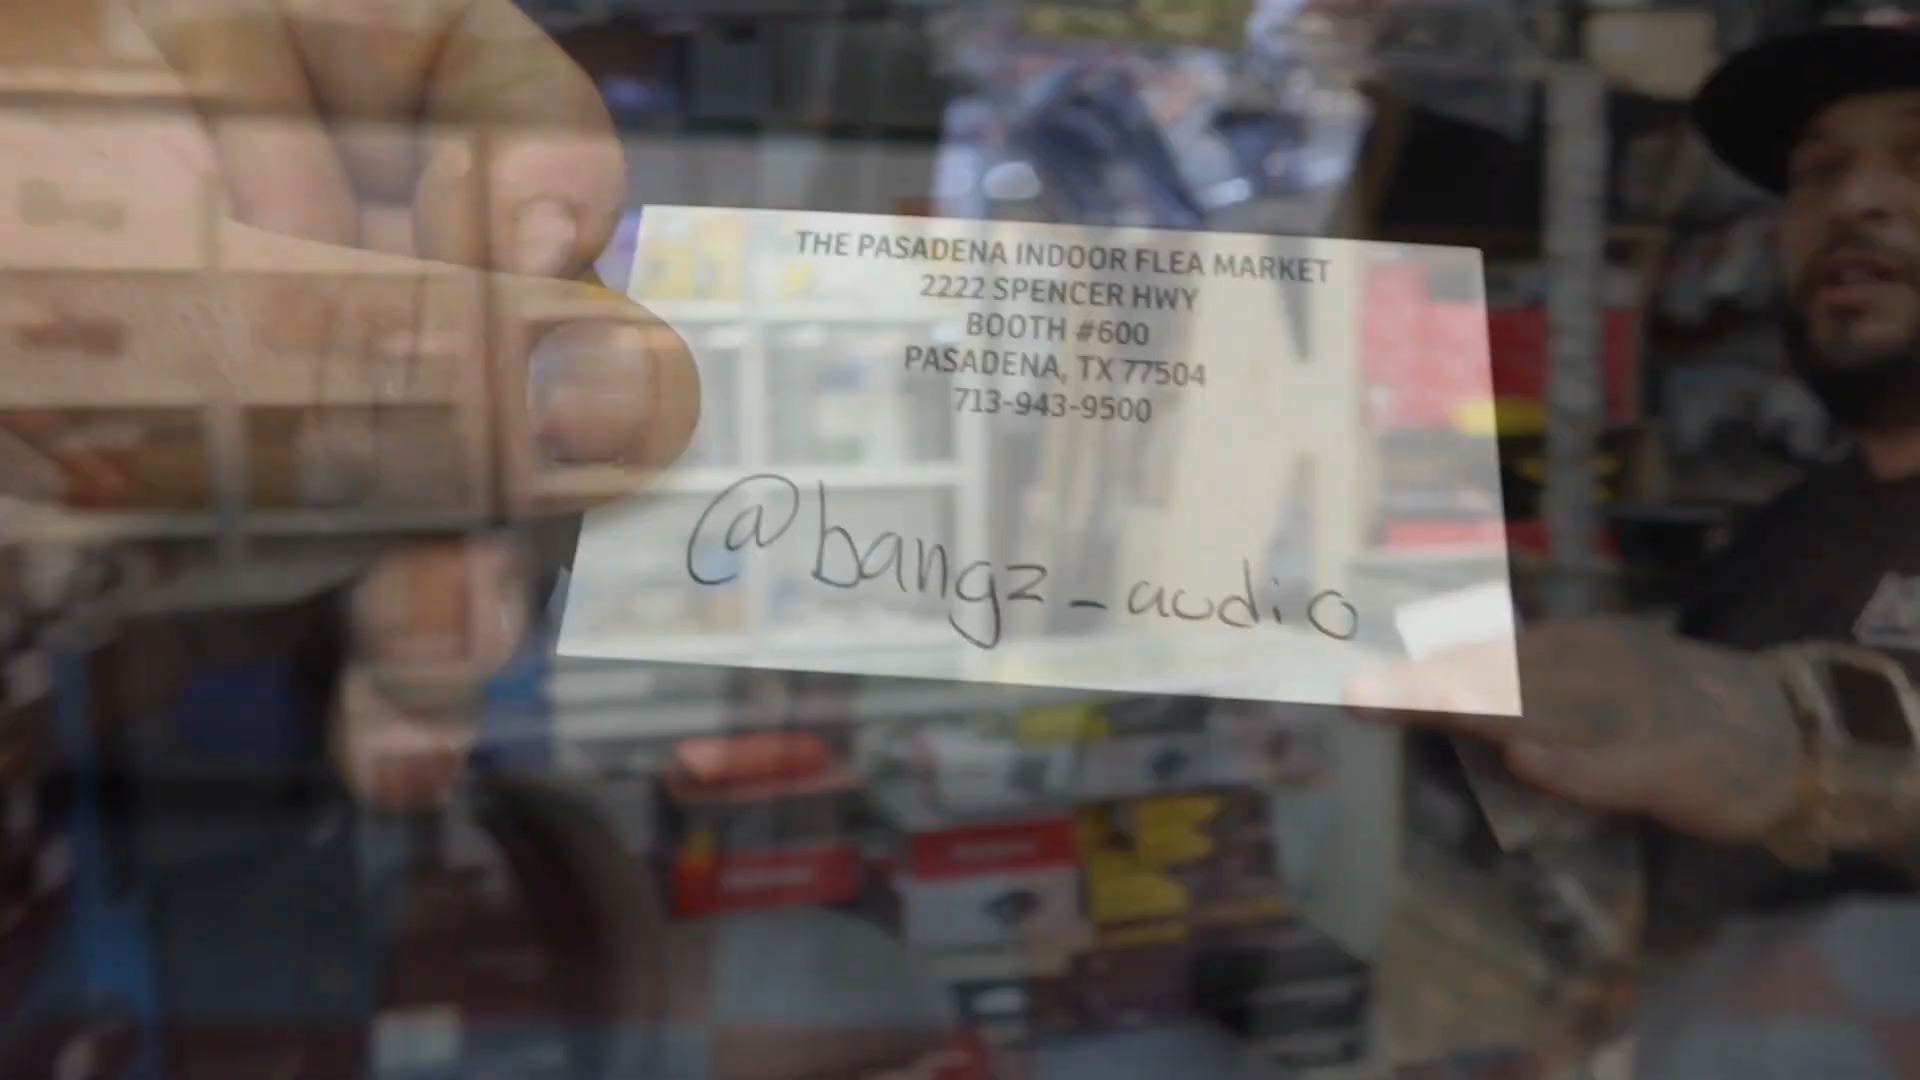 THE PASADENA INDOOR FLEA MARKET
2222 SPENCER HWY
BOOTH #600
PASADENA, TX 77504
713-943-9500
@bangz_audio